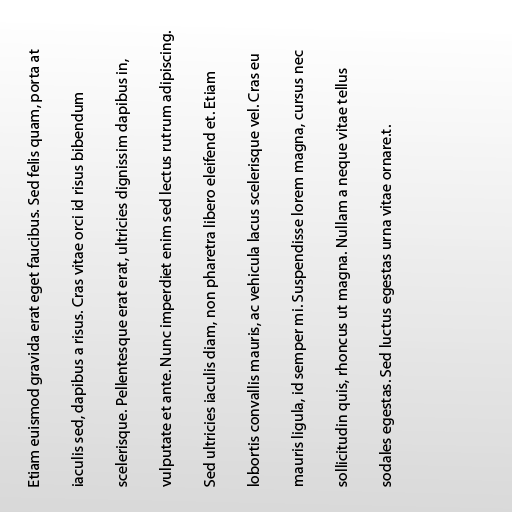 Etiam euismod gravida erat eget faucibus. Sed felis quam, porta at
iaculis sed, dapibus a risus. Cras vitae orci id risus bibendum
scelerisque. Pellentesque erat erat, ultricies dignissim dapibus in,
vulputate et ante. Nunc imperdiet enim sed lectus rutrum adipiscing.
Sed ultricies iaculis diam, non pharetra libero eleifend et. Etiam
lobortis convallis mauris, ac vehicula lacus scelerisque vel. Cras eu
mauris ligula, id semper mi. Suspendisse lorem magna, cursus nec
sollicitudin quis, rhoncus ut magna. Nullam a neque vitae tellus
sodales egestas. Sed luctus egestas urna vitae ornare.t.